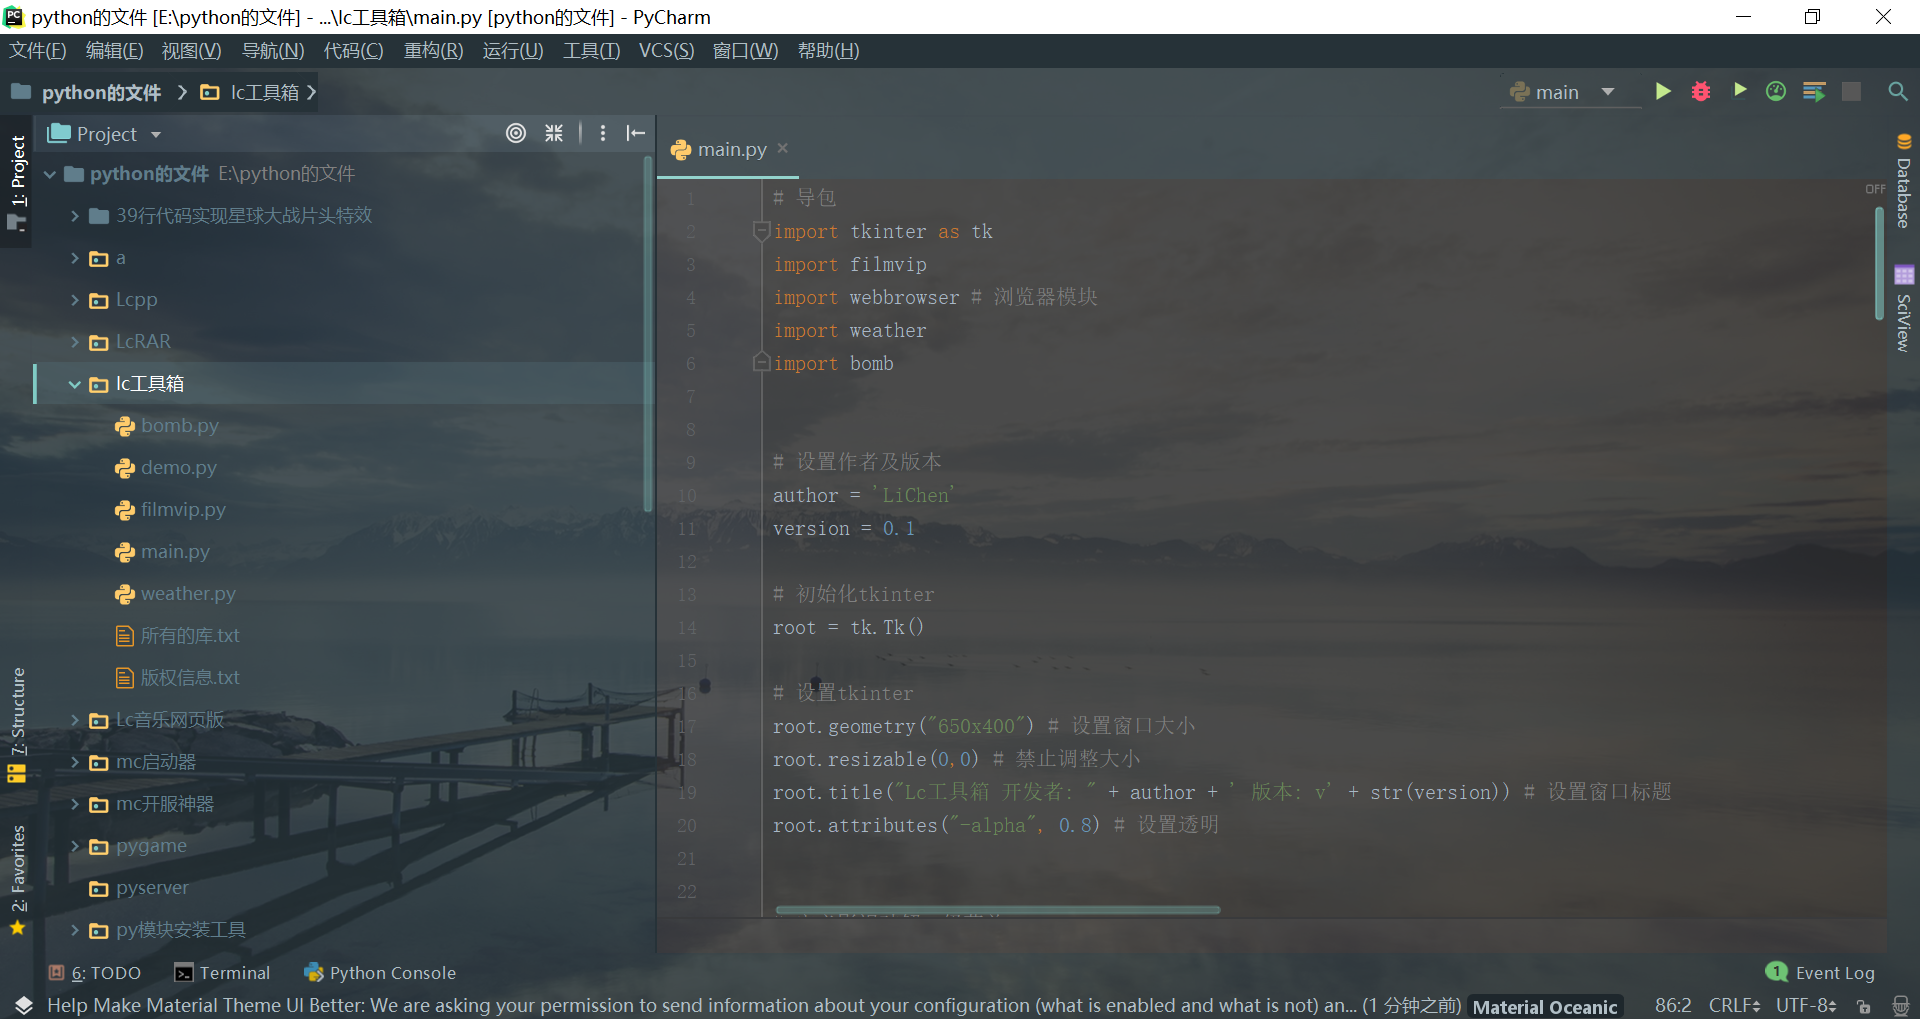 python的文件 [E:\python的文件] - ...\lc工具箱\main.py [python的文件] - PyCharm
文件(F) 编辑(E) 视图(V) 导航(N) 代码(C) 重构(R) 运行(U) 工具(T) VCS(S) 窗口(W) 帮助(H)
python的文件 lc工具箱
main
1: Project
7: Structure
2: Favorites
Project
python的文件 E:\python的文件
39行代码实现星球大战片头特效
a
Lcpp
LcRAR
lc工具箱
bomb.py
demo.py
filmvip.py
main.py
weather.py
所有的库.txt
版权信息.txt
Lc音乐网页版
mc启动器
mc开服神器
pygame
pyserver
py模块安装工具
main.py
OFF
1 # 导包
2 import tkinter as tk
3 import filmvip
4 import webbrowser # 浏览器模块
5 import weather
6 import bomb
7
8
9 # 设置作者及版本
10 author = 'LiChen'
11 version = 0.1
12
13 # 初始化tkinter
14 root = tk.Tk()
15
16 # 设置tkinter
17 root.geometry("650x400") # 设置窗口大小
18 root.resizable(0,0) # 禁止调整大小
19 root.title("Lc工具箱 开发者: " + author + ' 版本: v' + str(version)) # 设置窗口标题
20 root.attributes("-alpha", 0.8) # 设置透明
21
22
Database
SciView
6: TODO Terminal Python Console
1 Event Log
Help Make Material Theme UI Better: We are asking your permission to send information about your configuration (what is enabled and what is not) an... (1 分钟之前) Material Oceanic 86:2 CRLF UTF-8